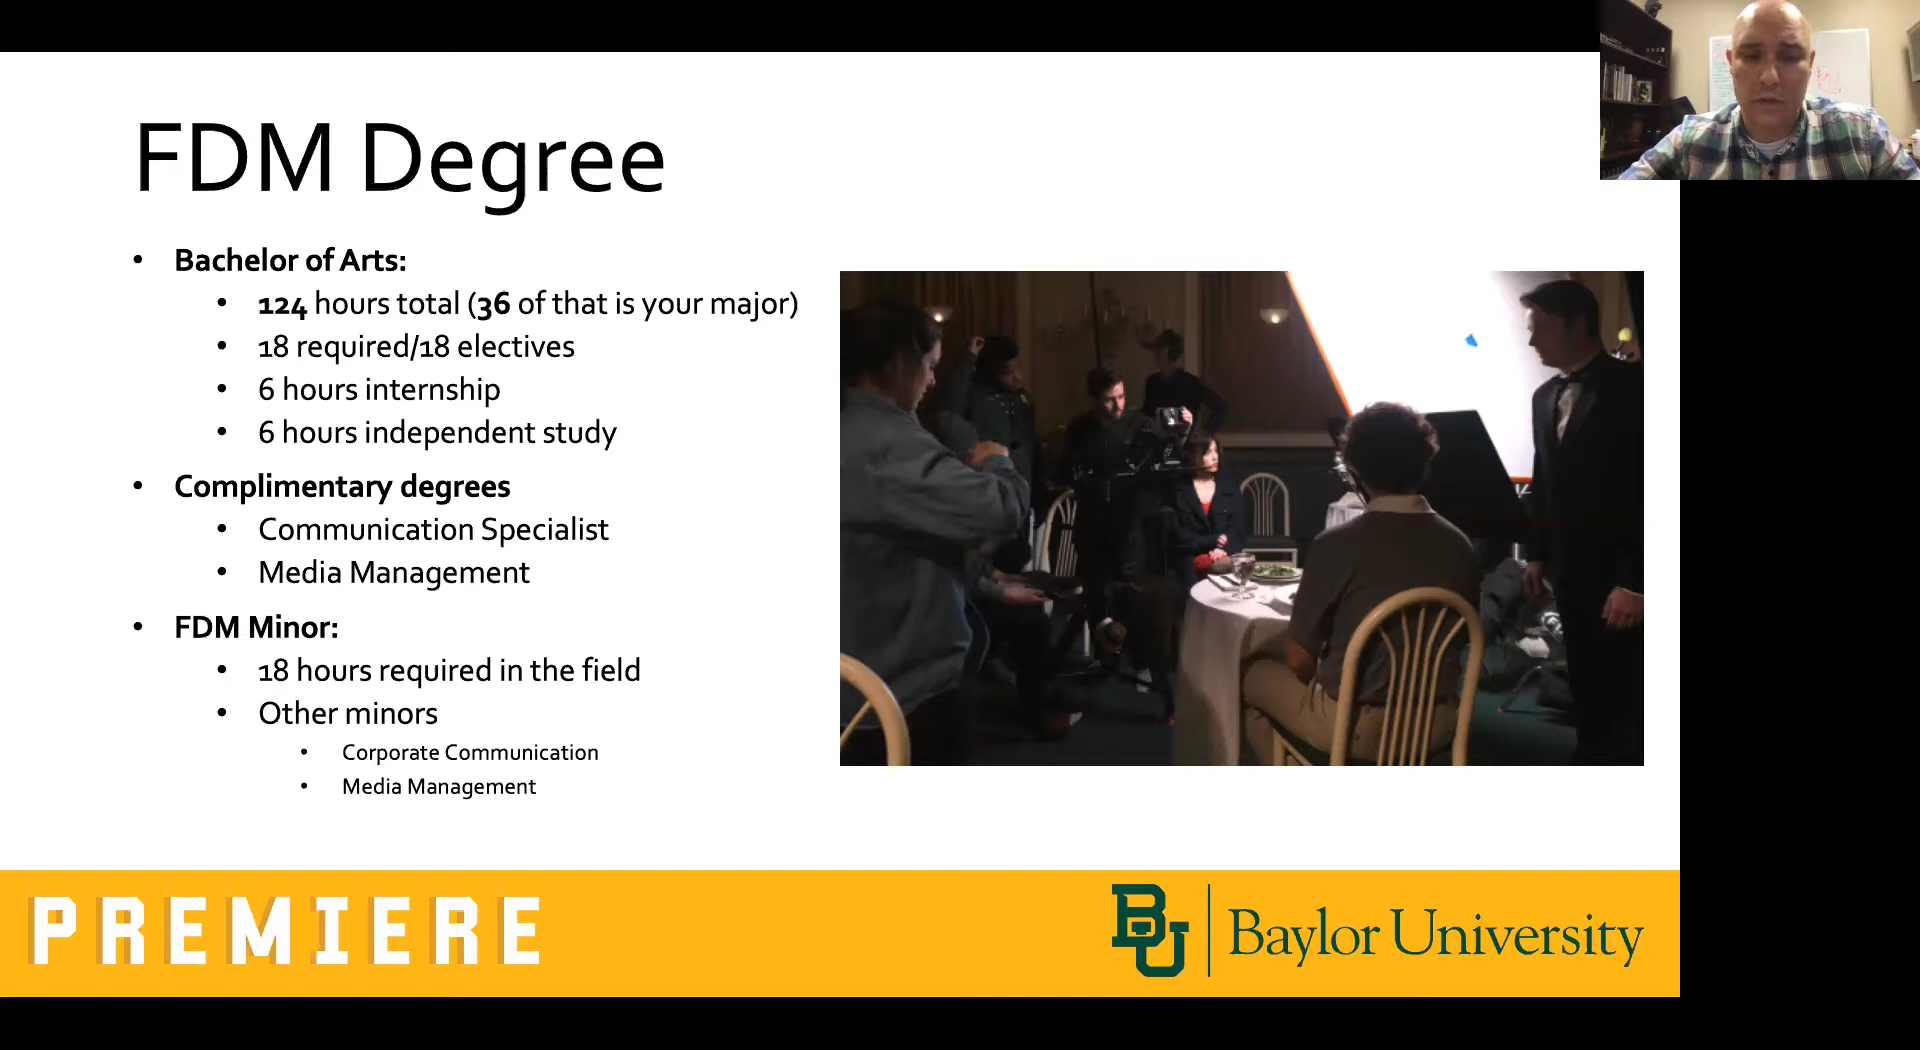 FDM Degree
• Bachelor of Arts:
• 124 hours total (36 of that is your major)
• 18 required/18 electives
• 6 hours internship
• 6 hours independent study
• Complimentary degrees
• Communication Specialist
• Media Management
• FDM Minor:
• 18 hours required in the field
• Other minors
• Corporate Communication
• Media Management
PREMIERE
BU Baylor University